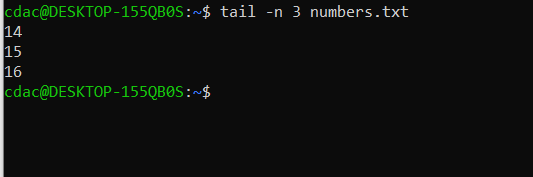 cdac@DESKTOP-155QB0S:~$ tail -n 3 numbers.txt
14
15
16
cdac@DESKTOP-155QB0S:~$